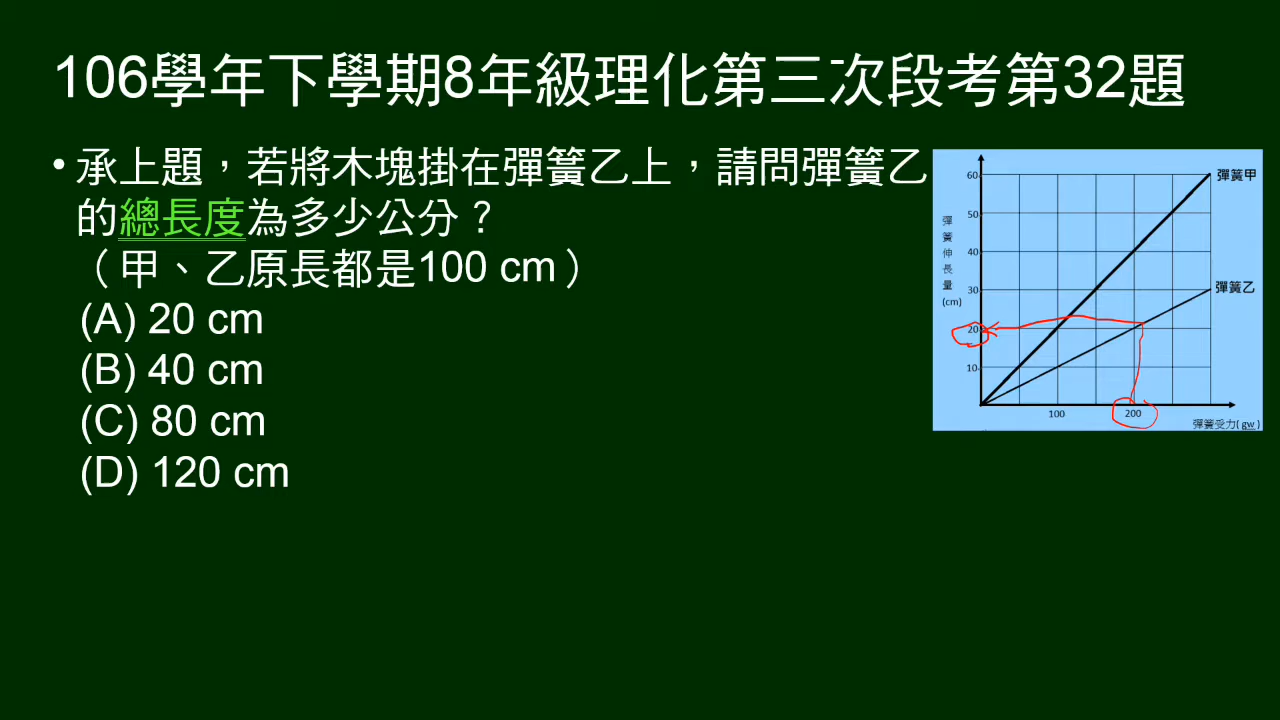 106學年下學期8年級理化第三次段考第32題
• 承上題，若將木塊掛在彈簧乙上，請問彈簧乙
的總長度為多少公分？
（甲、乙原長都是100 cm）
(A) 20 cm
(B) 40 cm
(C) 80 cm
(D) 120 cm
彈簧伸長量(cm)
60
50
40
30
20
10
彈簧甲
彈簧乙
100 200
彈簧受力(gw)